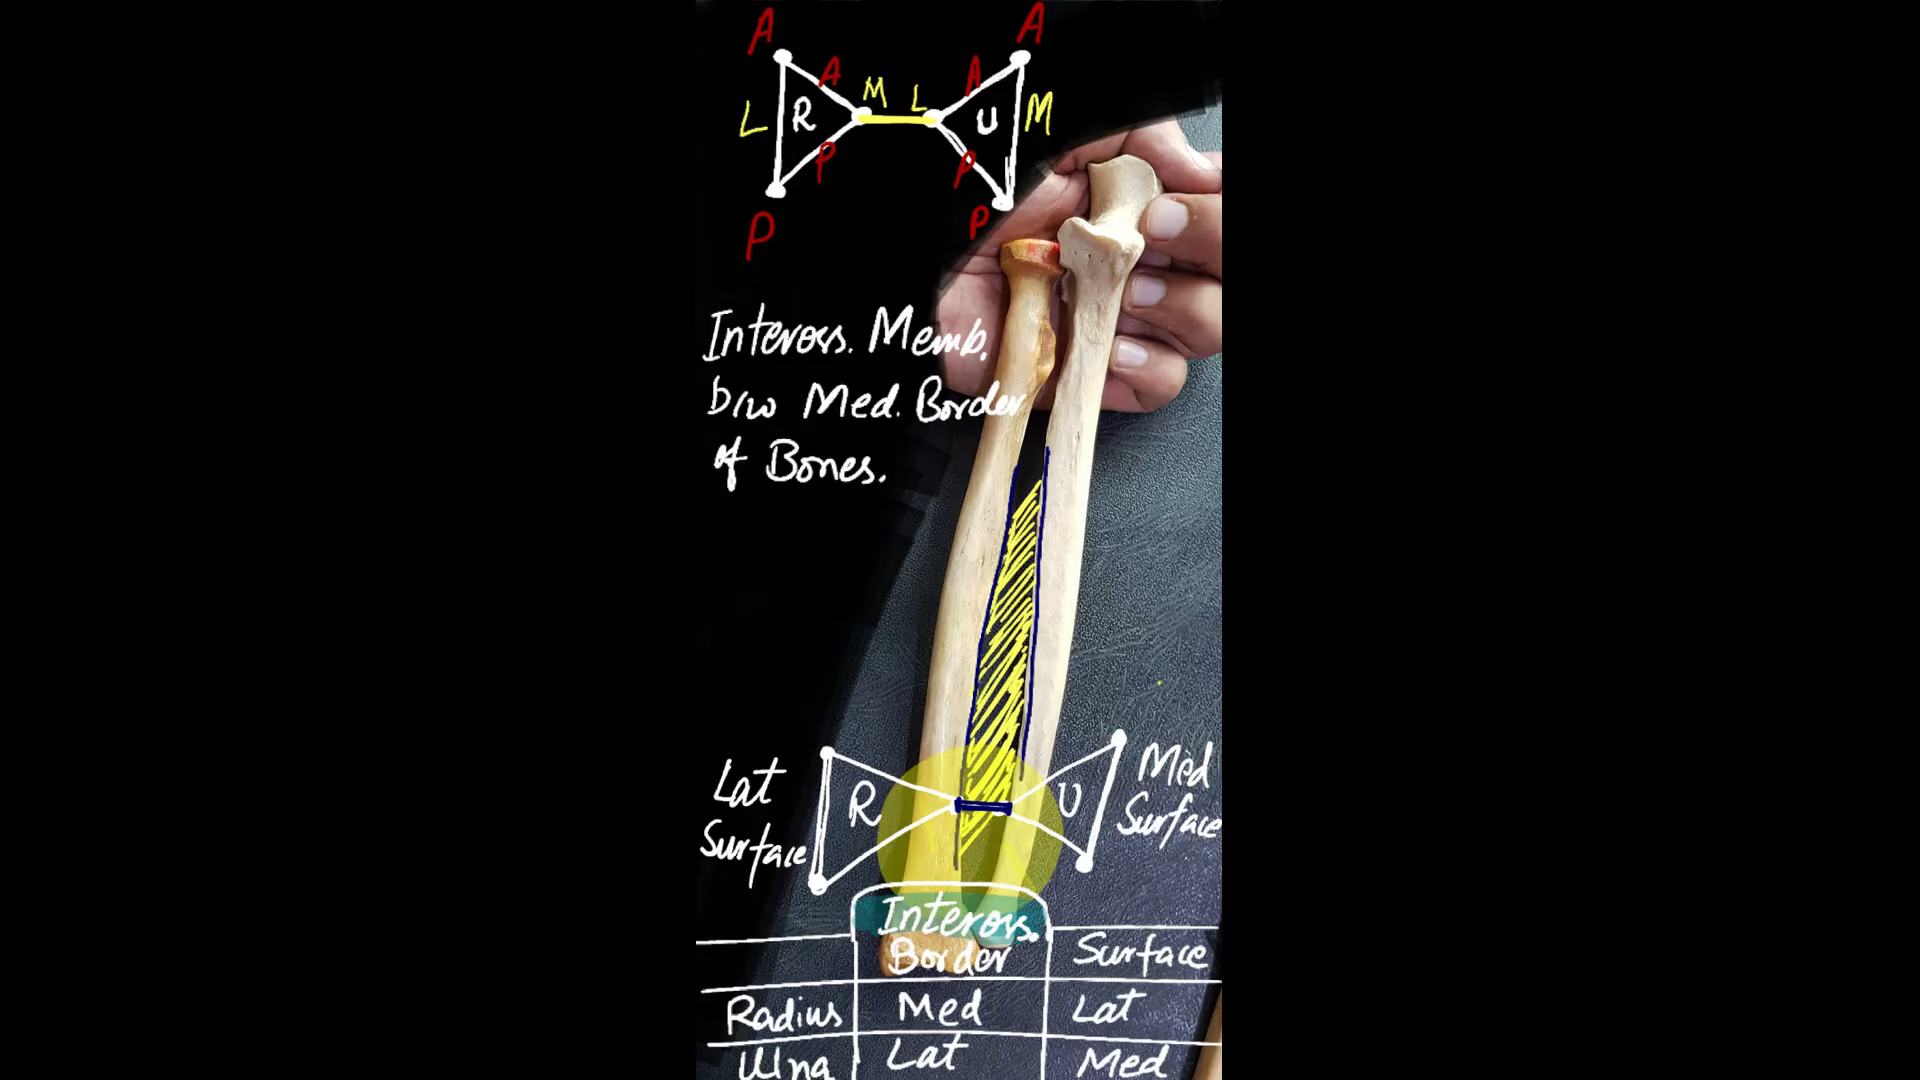 A A
A A
M L
L R U M
P P
P P
Inteross. Memb.
b/w Med. Border
of Bones.
Lat
Surface
R U
Med
Surface
Inteross.
Border Surface
Radius Med Lat
Ulna Lat Med